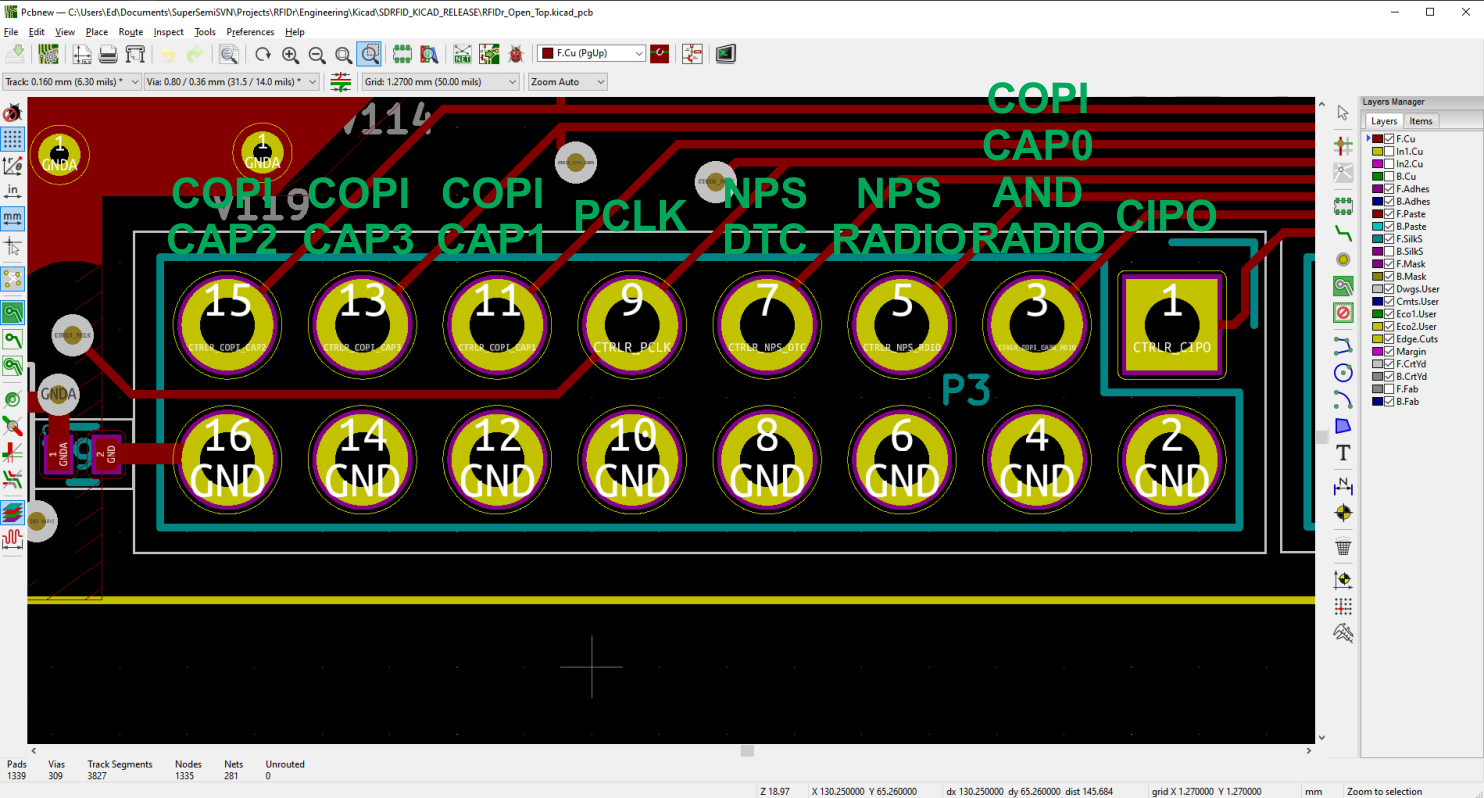 Pcbnew — C:\Users\Ed\Documents\SuperSemiSVN\Projects\RFIDr\Engineering\Kicad\SDRFID_KICAD_RELEASE\RFIDr_Open_Top.kicad_pcb
File Edit View Place Route Inspect Tools Preferences Help
NET
F.Cu (PgUp)
Track: 0.160 mm (6.30 mils) * Via: 0.80 / 0.36 mm (31.5 / 14.0 mils) * Grid: 1.2700 mm (50.00 mils) Zoom Auto
in
mm
V114
V119
1 GNDA
1 GNDA
COPI CAP2
COPI CAP3
COPI CAP1
PCLK
NPS DTC
NPS RADIO
COPI CAP0 AND RADIO
CIPO
15 CTRLR_COPI_CAP2
13 CTRLR_COPI_CAP3
11 CTRLR_COPI_CAP1
9 CTRLR_PCLK
7 CTRLR_NPS_DTC
5 CTRLR_NPS_RDIO
3
1 CTRLR_CIPO
P3
GNDA
1 GNDA
2 GND
16 GND
14 GND
12 GND
10 GND
8 GND
6 GND
4 GND
2 GND
Layers Manager
Layers Items
F.Cu
In1.Cu
In2.Cu
B.Cu
F.Adhes
B.Adhes
F.Paste
B.Paste
F.SilkS
B.SilkS
F.Mask
B.Mask
Dwgs.User
Cmts.User
Eco1.User
Eco2.User
Edge.Cuts
Margin
F.CrtYd
B.CrtYd
F.Fab
B.Fab
Pads Vias Track Segments Nodes Nets Unrouted
1339 309 3827 1335 281 0
Z 18.97 X 130.250000 Y 65.260000 dx 130.250000 dy 65.260000 dist 145.684 grid X 1.270000 Y 1.270000 mm Zoom to selection